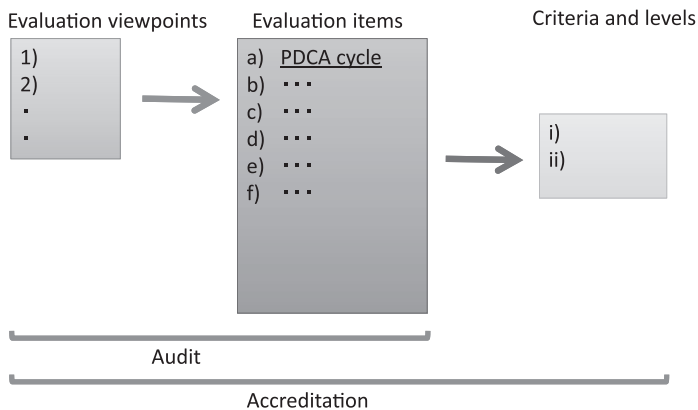 Evaluation viewpoints
1)
2)
.
.
Evaluation items
a) PDCA cycle
b) ...
c) ...
d) ...
e) ...
f) ...
Criteria and levels
i)
ii)
Audit
Accreditation